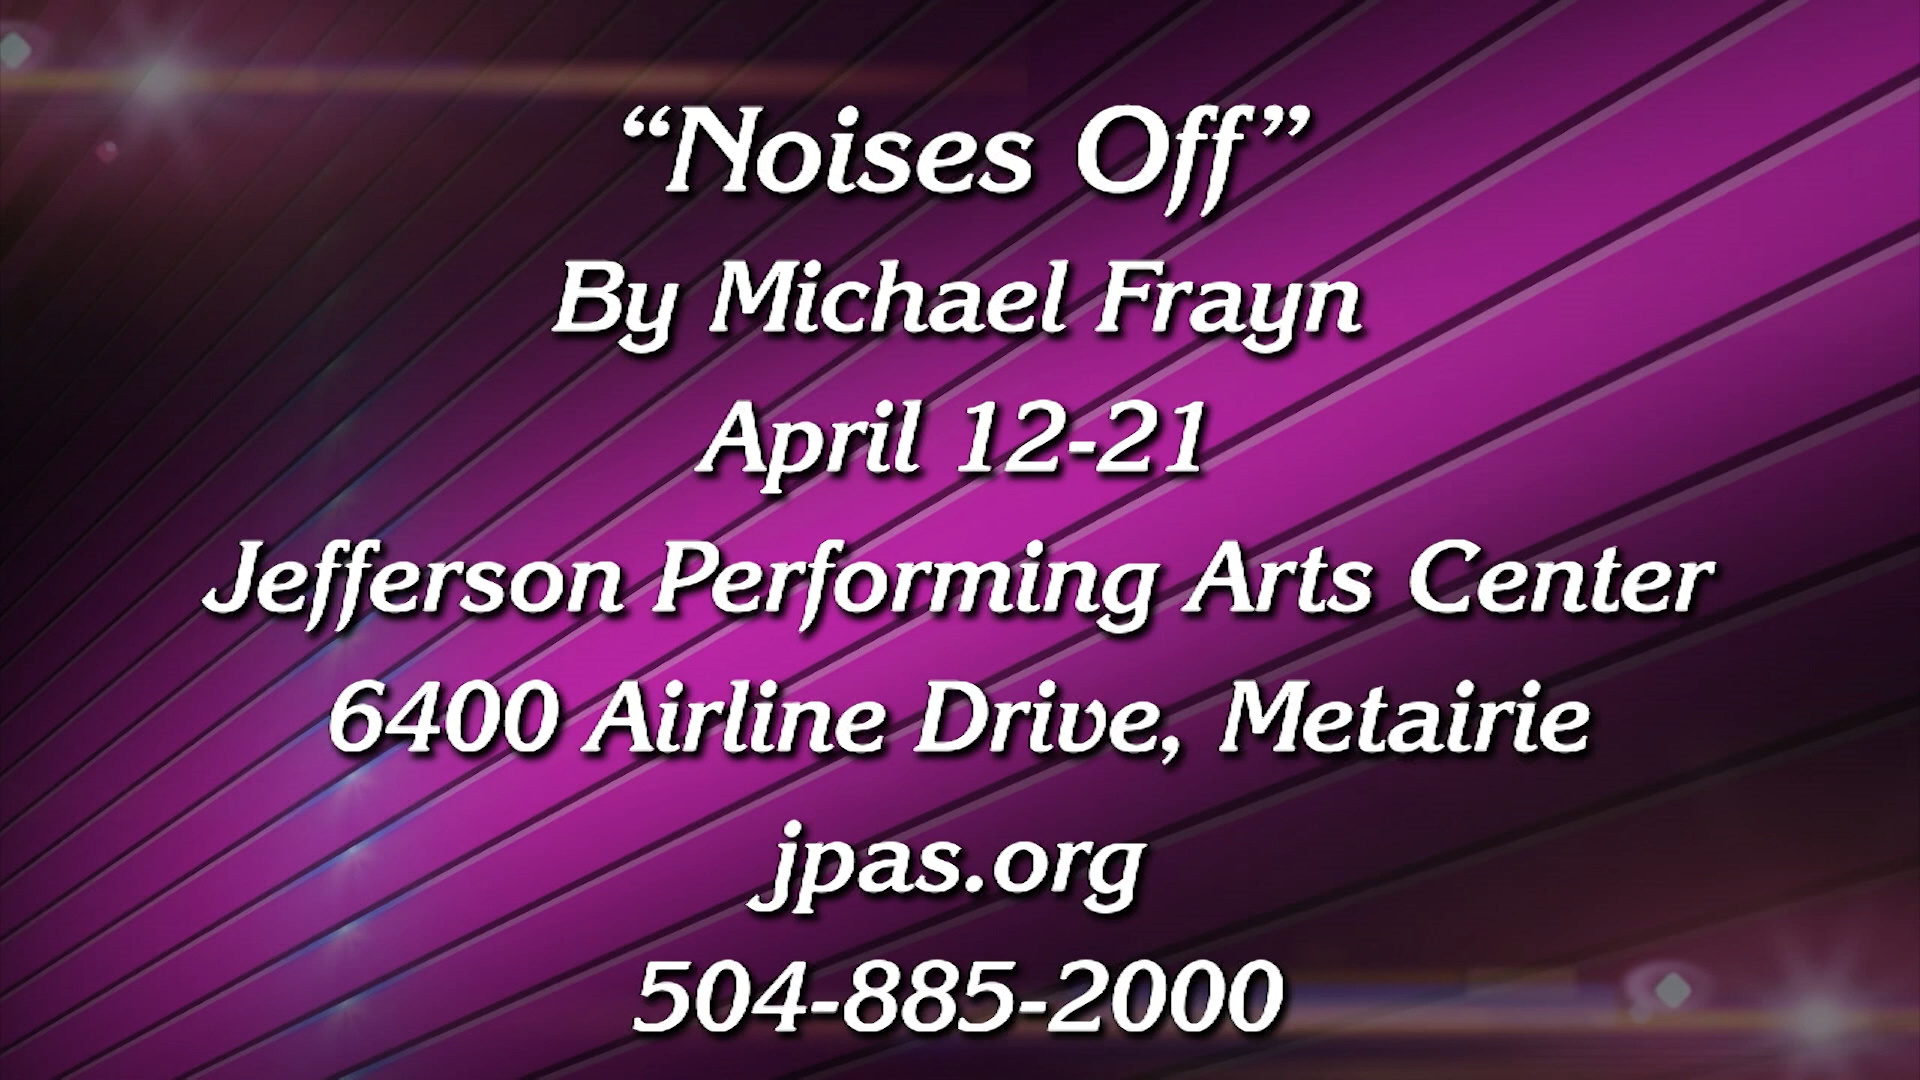 “Noises Off”
By Michael Frayn
April 12-21
Jefferson Performing Arts Center
6400 Airline Drive, Metairie
jpas.org
504-885-2000